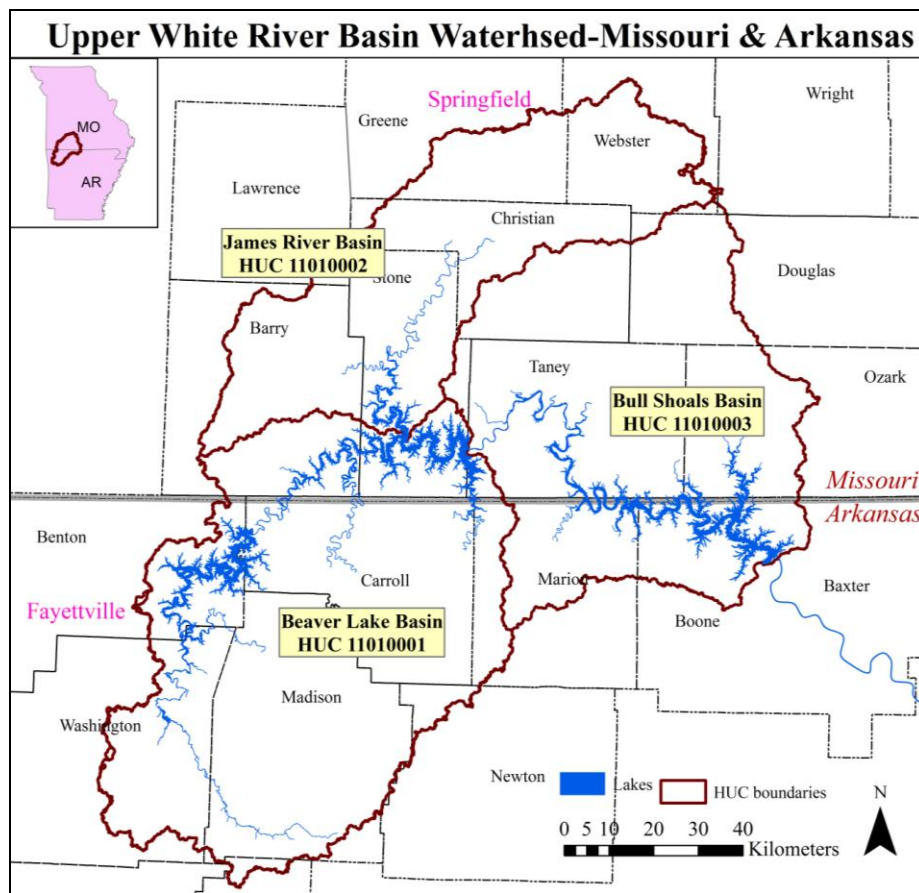 Upper White River Basin Waterhsed-Missouri & Arkansas
MO
AR
Springfield
Wright
Greene
Webster
Lawrence
Christian
James River Basin
HUC 11010002
Stone
Douglas
Barry
Taney
Ozark
Bull Shoals Basin
HUC 11010003
Missouri
Arkansas
Benton
Carroll
Marion
Baxter
Fayettville
Beaver Lake Basin
HUC 11010001
Boone
Madison
Washington
Newton
Lakes
HUC boundaries
N
0 5 10 20 30 40
Kilometers